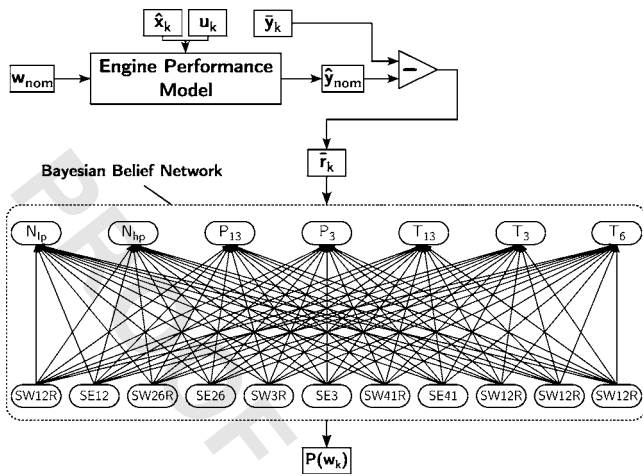 x̂k uk ȳk
wnom Engine Performance Model ŷnom −
r̄k
Bayesian Belief Network
Nlp Nhp P13 P3 T13 T3 T6
SW12R SE12 SW26R SE26 SW3R SE3 SW41R SE41 SW12R SW12R SW12R
P(wk)
PROOF